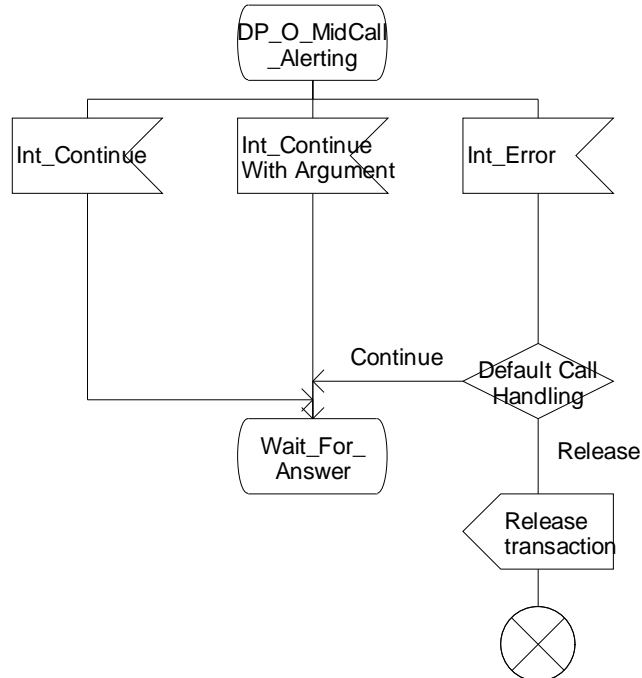 DP_O_MidCall
_Alerting
Int_Continue
Int_Continue
With Argument
Int_Error
Continue
Default Call
Handling
Wait_For_
Answer
Release
Release
transaction